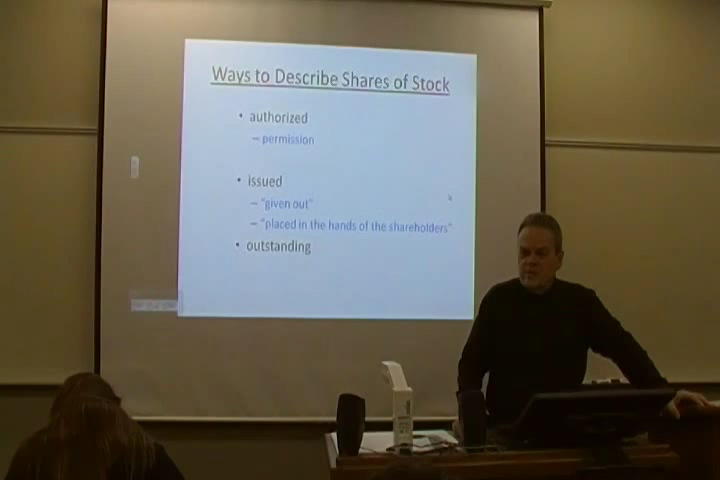 Ways to Describe Shares of Stock
• authorized
– permission
• issued
– "given out"
– "placed in the hands of the shareholders"
• outstanding